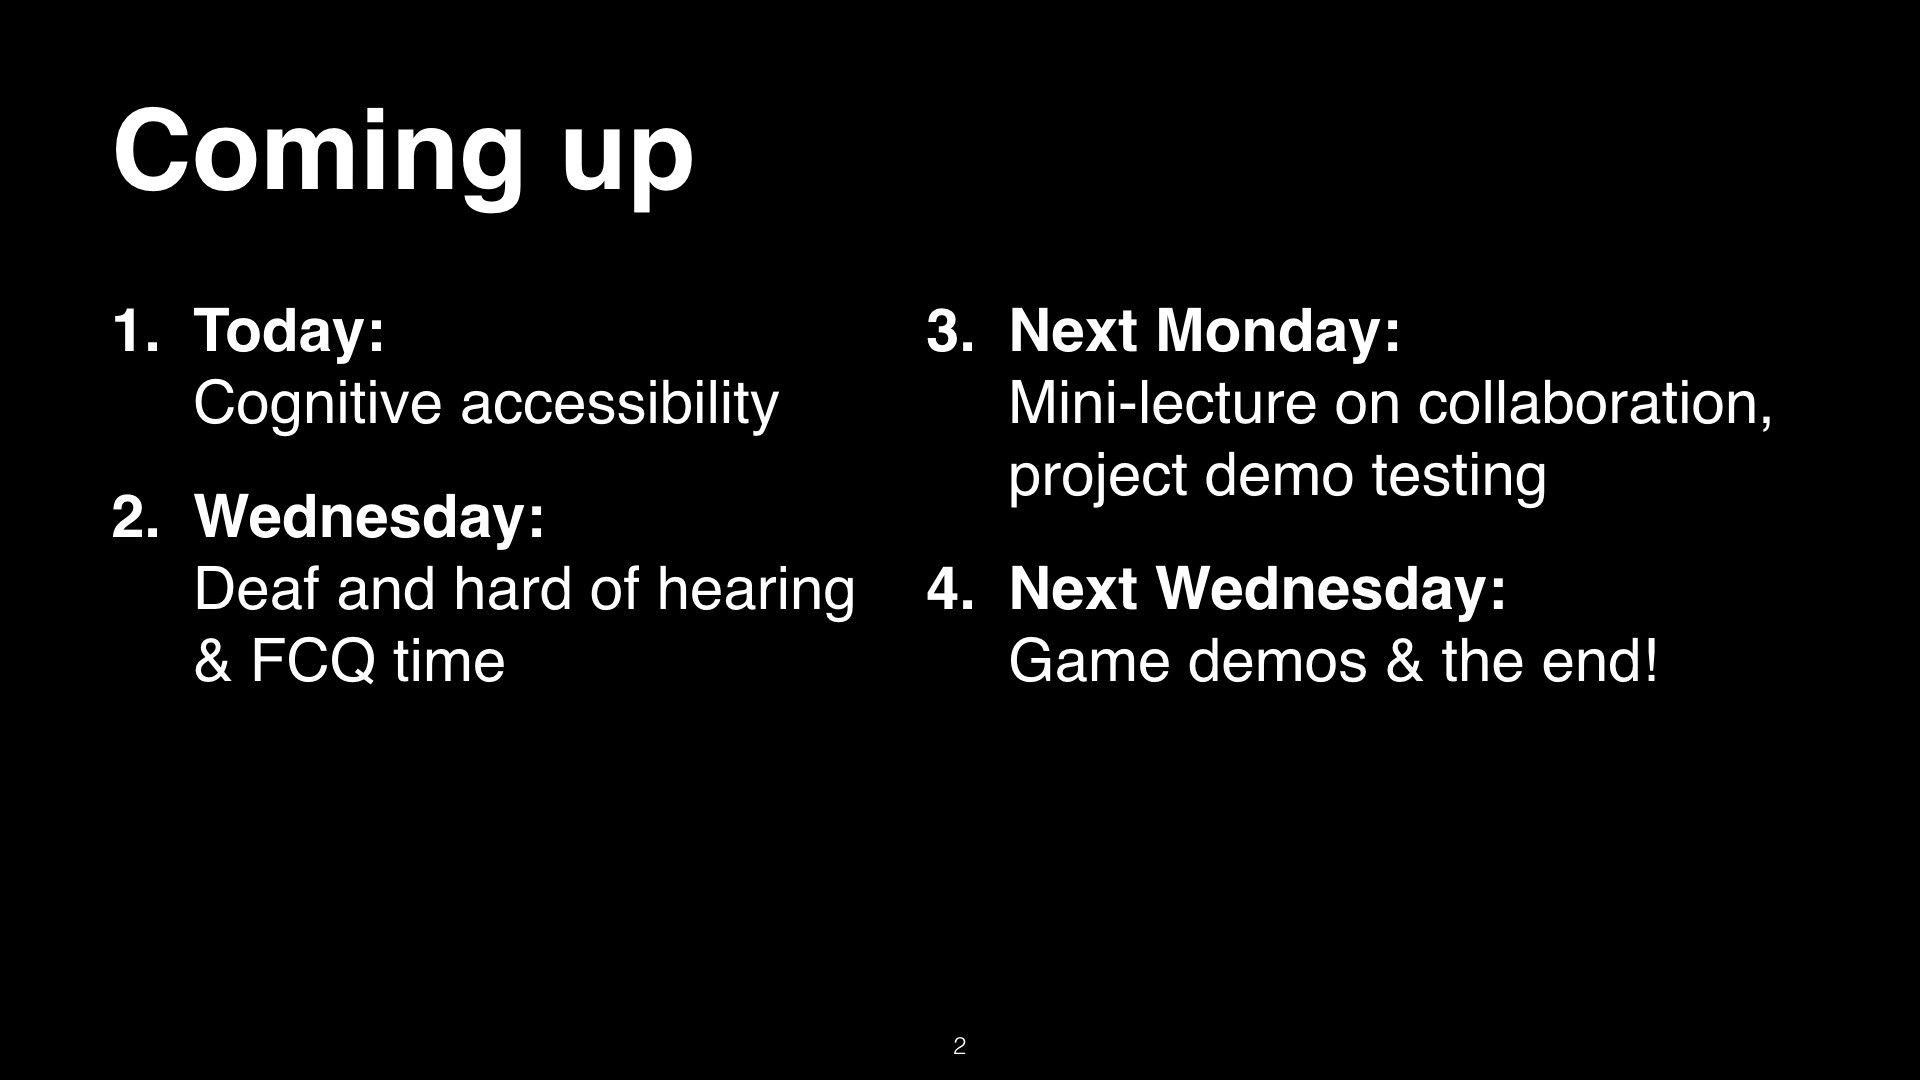 Coming up
1. Today:
Cognitive accessibility
2. Wednesday:
Deaf and hard of hearing
& FCQ time
3. Next Monday:
Mini-lecture on collaboration,
project demo testing
4. Next Wednesday:
Game demos & the end!
2